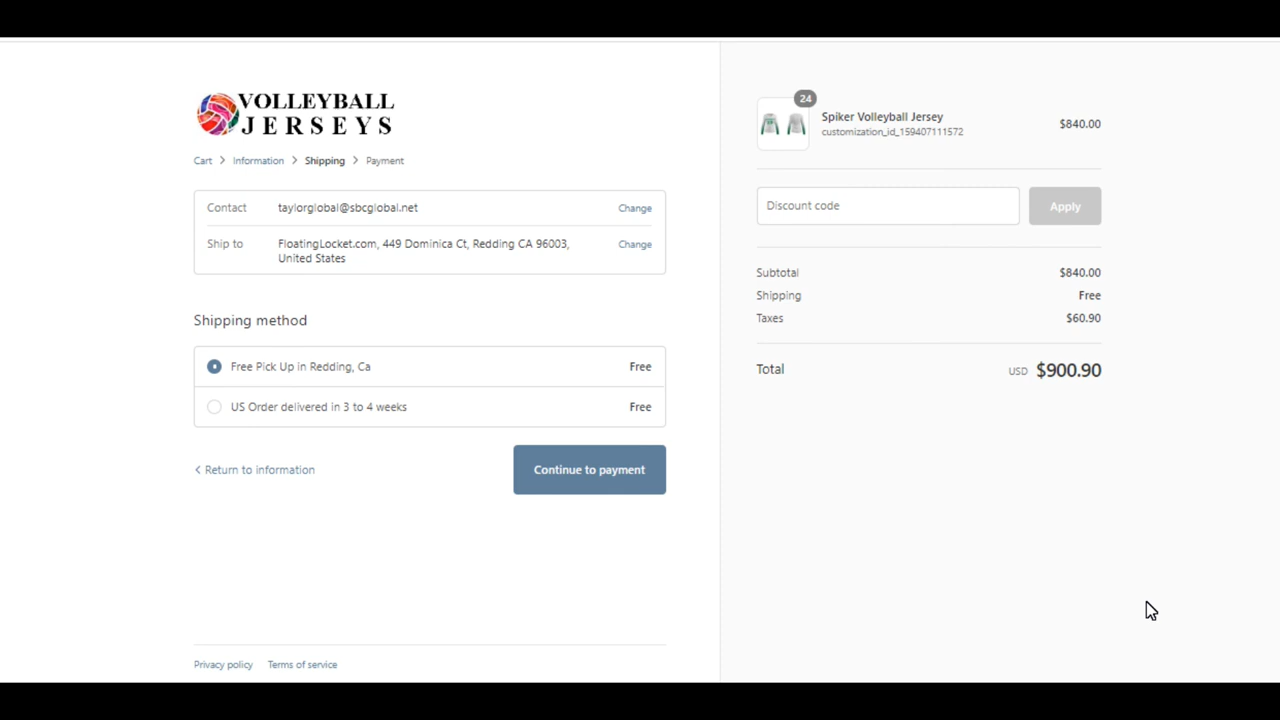 VOLLEYBALL
JERSEYS
Cart > Information > Shipping > Payment
Contact taylorglobal@sbcglobal.net Change
Ship to FloatingLocket.com, 449 Dominica Ct, Redding CA 96003, Change
United States
Shipping method
Free Pick Up in Redding, Ca Free
US Order delivered in 3 to 4 weeks Free
< Return to information
Continue to payment
Privacy policy Terms of service
24
Spiker Volleyball Jersey
customization_id_159407111572
$840.00
Discount code Apply
Subtotal $840.00
Shipping Free
Taxes $60.90
Total USD $900.90